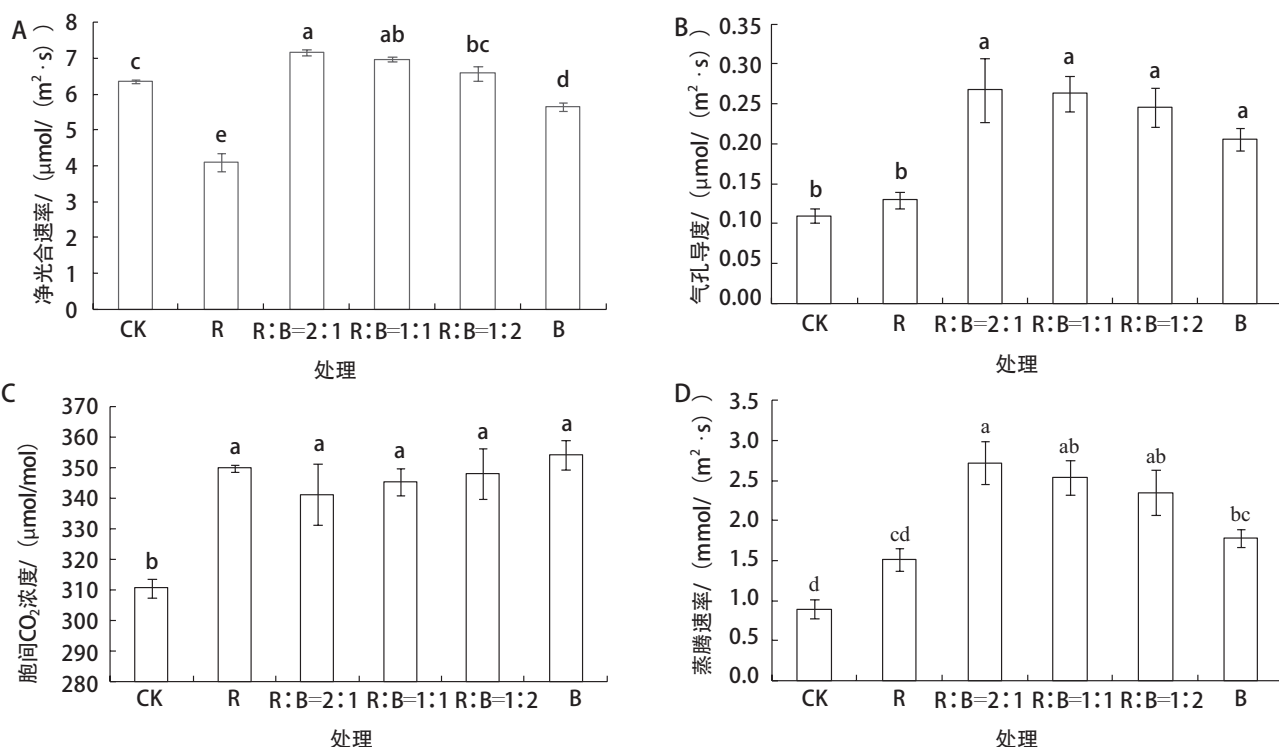 A
净光合速率/（μmol/（m²·s））
8
7
6
5
4
3
2
1
0
c
e
a
ab
bc
d
CK R R∶B=2∶1 R∶B=1∶1 R∶B=1∶2 B
处理
B
气孔导度/（μmol/（m²·s））
0.35
0.30
0.25
0.20
0.15
0.10
0.05
0.00
b
b
a
a
a
a
CK R R∶B=2∶1 R∶B=1∶1 R∶B=1∶2 B
处理
C
胞间CO₂浓度/（μmol/mol）
370
360
350
340
330
320
310
300
290
280
b
a
a
a
a
a
CK R R∶B=2∶1 R∶B=1∶1 R∶B=1∶2 B
处理
D
蒸腾速率/（mmol/（m²·s））
3.5
3.0
2.5
2.0
1.5
1.0
0.5
0.0
d
cd
a
ab
ab
bc
CK R R∶B=2∶1 R∶B=1∶1 R∶B=1∶2 B
处理